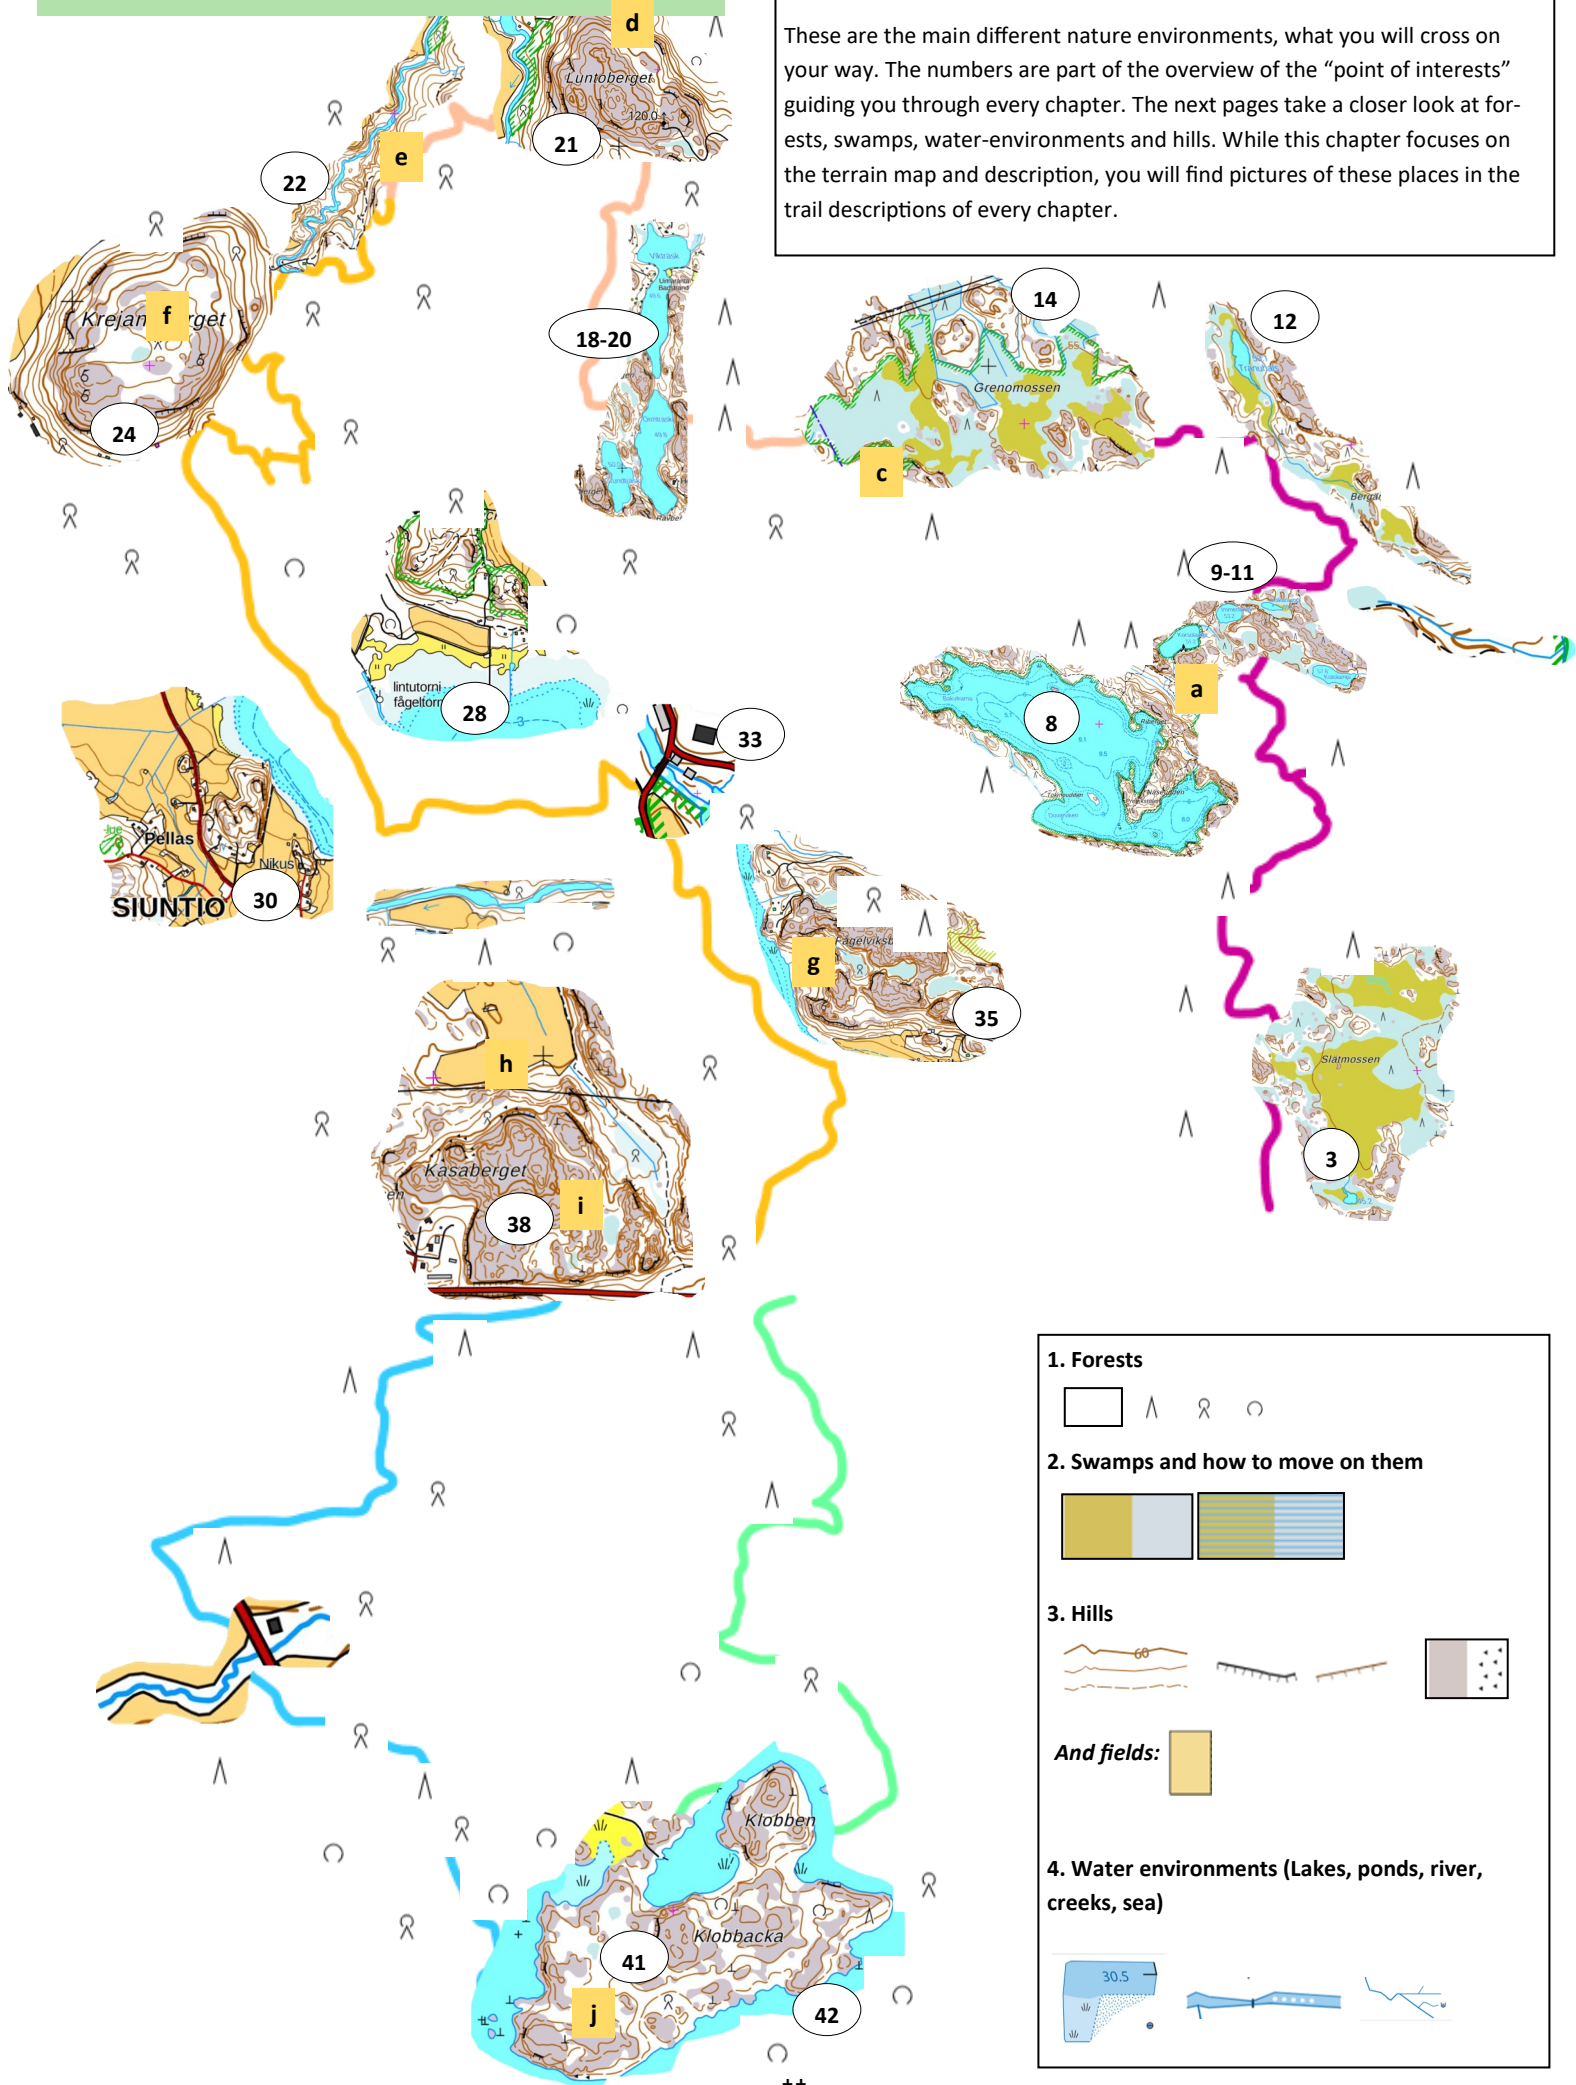 These are the main different nature environments, what you will cross on
your way. The numbers are part of the overview of the “point of interests”
guiding you through every chapter. The next pages take a closer look at for-
ests, swamps, water-environments and hills. While this chapter focuses on
the terrain map and description, you will find pictures of these places in the
trail descriptions of every chapter.
d
Luntoberget
120.0
21
e
22
f
24
Vikträsk
18-20
14
Grenomossen
55
c
12
9-11
a
8
lintutorni
fågeltorn
28
3
33
Pellas
Nikus
SIUNTIO
30
g
35
h
Kasaberget
38
i
Slätmossen
3
1. Forests
2. Swamps and how to move on them
3. Hills
60
And fields:
4. Water environments (Lakes, ponds, river,
creeks, sea)
30.5
Klobben
Klobbacka
41
j
42